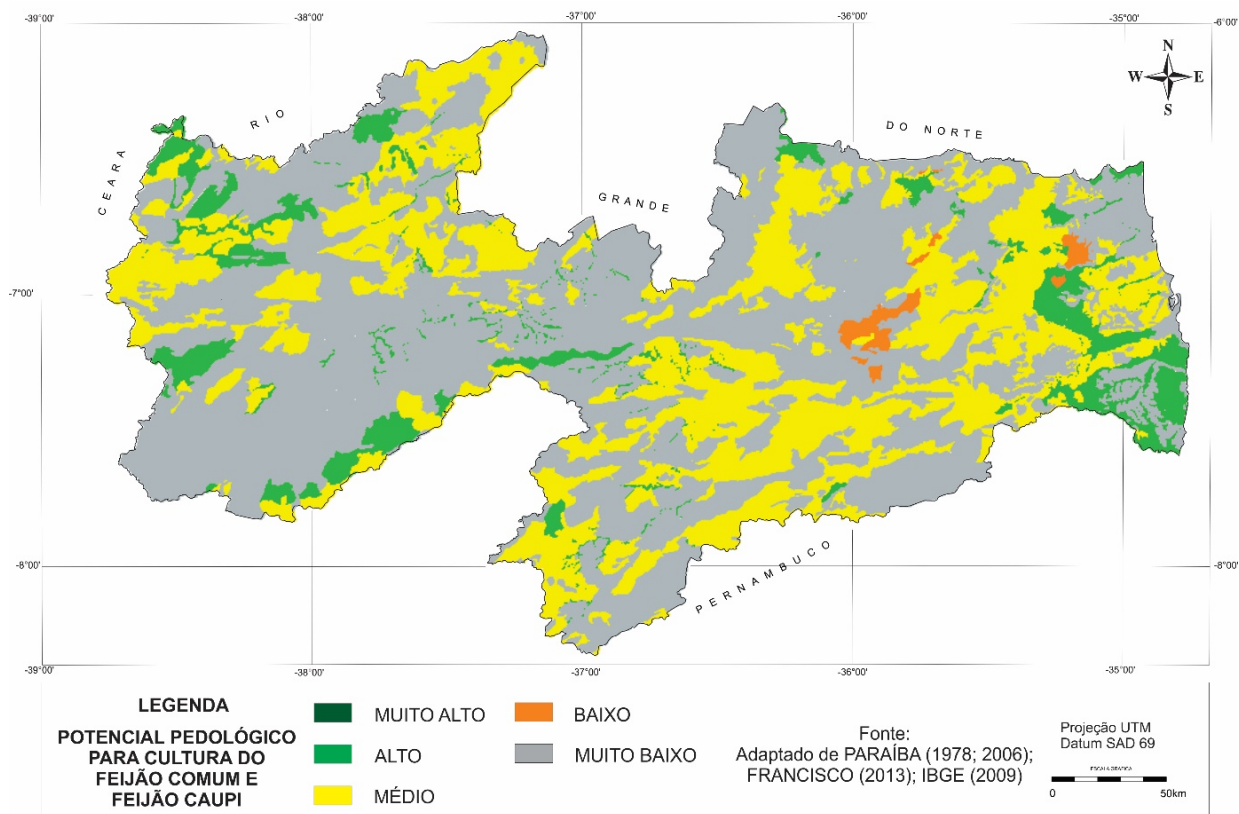 -39°00'
-38°00'
-37°00'
-36°00'
-35°00'
-6°00'
N
W E
S
RIO
DO NORTE
CEARA
GRANDE
-7°00'
-7°00'
PERNAMBUCO
-8°00'
-8°00'
-39°00'
-38°00'
-37°00'
-36°00'
-35°00'
LEGENDA
POTENCIAL PEDOLÓGICO
PARA CULTURA DO
FEIJÃO COMUM E
FEIJÃO CAUPI
MUITO ALTO
ALTO
MÉDIO
BAIXO
MUITO BAIXO
Fonte:
Adaptado de PARAÍBA (1978; 2006);
FRANCISCO (2013); IBGE (2009)
Projeção UTM
Datum SAD 69
ESCALA GRÁFICA
0 50km